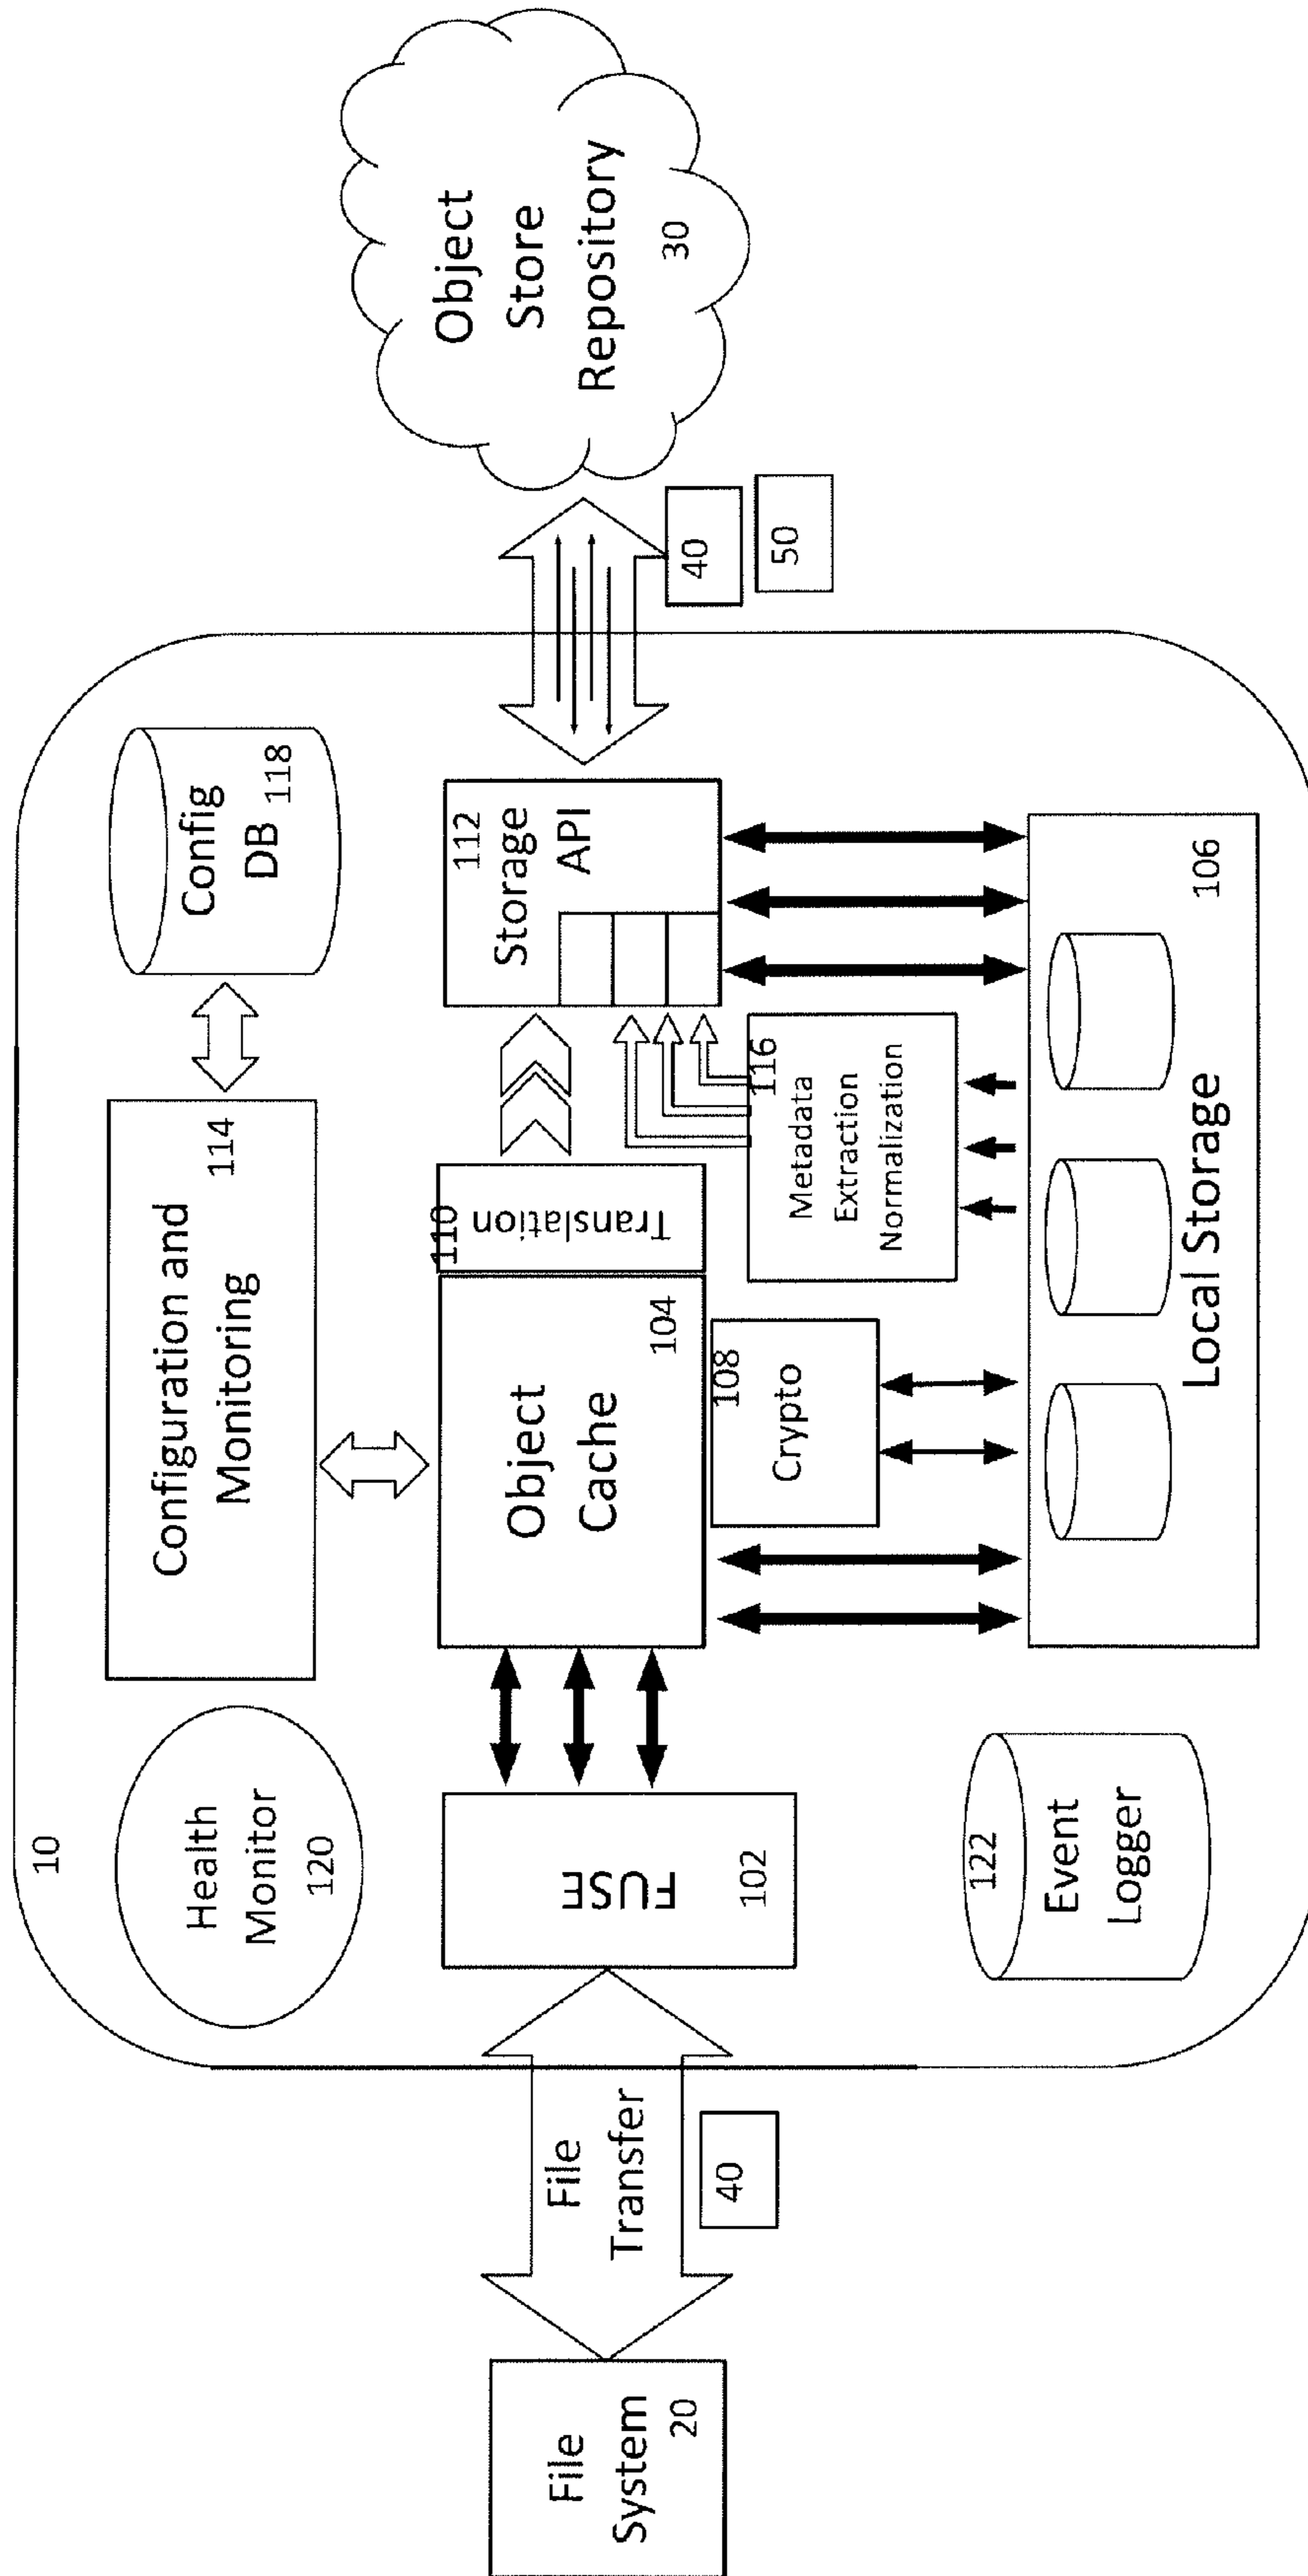 10
Health
Monitor
120
Configuration and
Monitoring
114
Config
DB
118
File
System
20
File
Transfer
40
FUSE
102
Object
Cache
104
110
Translation
112
Storage
API
40
50
Object
Store
Repository
30
108
Crypto
116
Metadata
Extraction
Normalization
122
Event
Logger
Local Storage
106